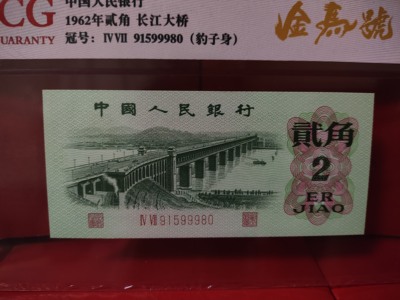 CG
GUARANTY
中国人民银行
1962年贰角 长江大桥
冠号：ⅣⅦ 91599980（豹子身）
金馬號
中國人民銀行
貳角
2
ER
JIAO
Ⅳ Ⅶ 91599980